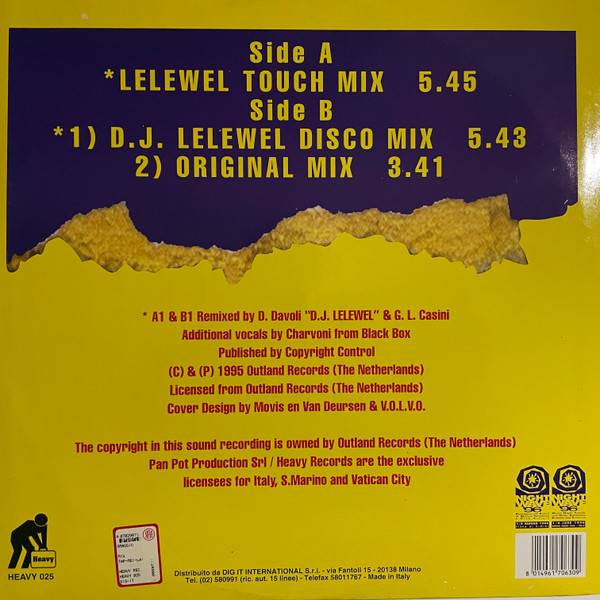 Side A
*LELEWEL TOUCH MIX 5.45
Side B
*1) D.J. LELEWEL DISCO MIX 5.43
2) ORIGINAL MIX 3.41
* A1 & B1 Remixed by D. Davoli "D.J. LELEWEL" & G. L. Casini
Additional vocals by Charvoni from Black Box
Published by Copyright Control
(C) & (P) 1995 Outland Records (The Netherlands)
Licensed from Outland Records (The Netherlands)
Cover Design by Movis en Van Deursen & V.O.L.V.O.
The copyright in this sound recording is owned by Outland Records (The Netherlands)
Pan Pot Production Srl / Heavy Records are the exclusive
licensees for Italy, S.Marino and Vatican City
NIGHT WAVE '96
NIGHT WAVE '96
Heavy
HEAVY 025
Distribuito da DIG IT INTERNATIONAL S.r.l. - via Fantoli 15 - 20138 Milano
Tel. (02) 580991 (ric. aut. 15 linee) - Telefax 58011767 - Made in Italy
8 014961 706309